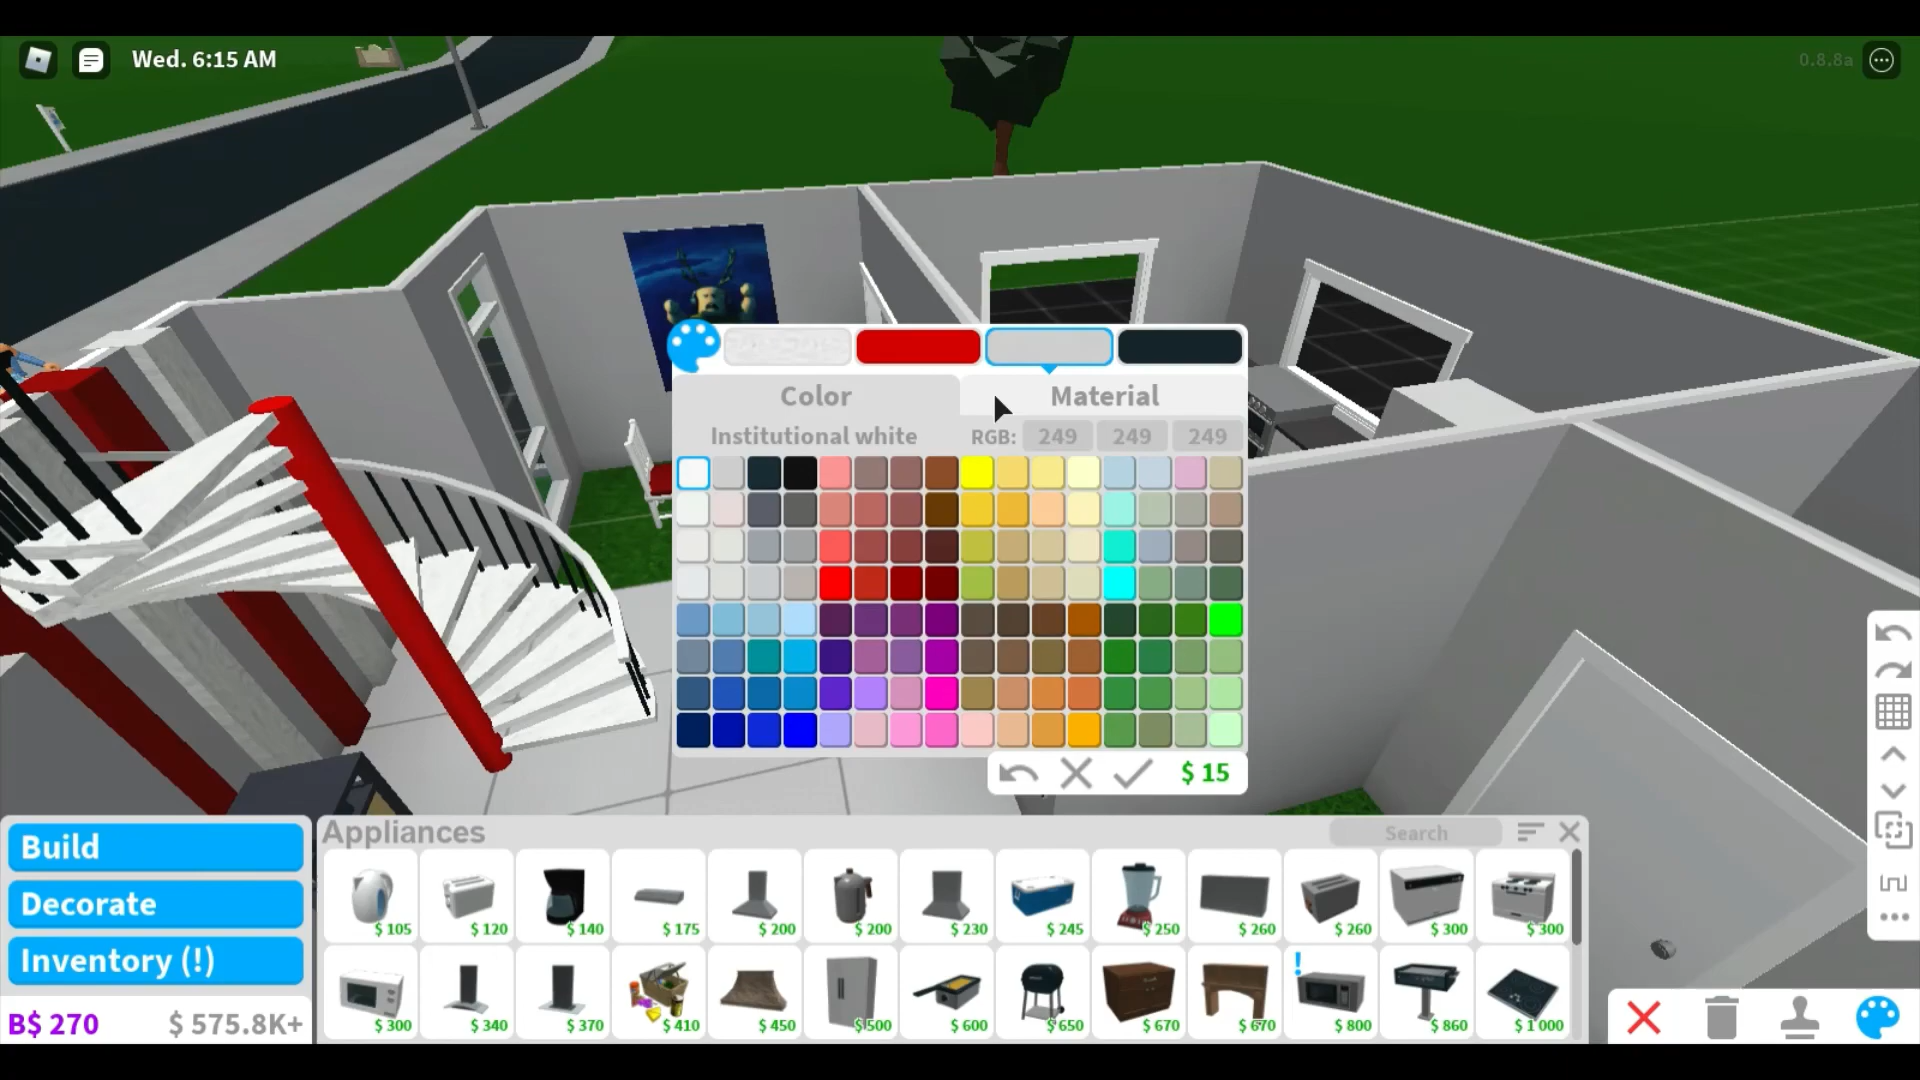 Wed. 6:15 AM
0.8.8a
Color
Material
Institutional white
RGB: 249 249 249
$ 15
Build
Decorate
Inventory (!)
B$ 270
$ 575.8K+
Appliances
Search
$ 105
$ 120
$ 140
$ 175
$ 200
$ 200
$ 230
$ 245
$ 250
$ 260
$ 260
$ 300
$ 300
$ 300
$ 340
$ 370
$ 410
$ 450
$ 500
$ 600
$ 650
$ 670
$ 670
!
$ 800
$ 860
$ 1 000